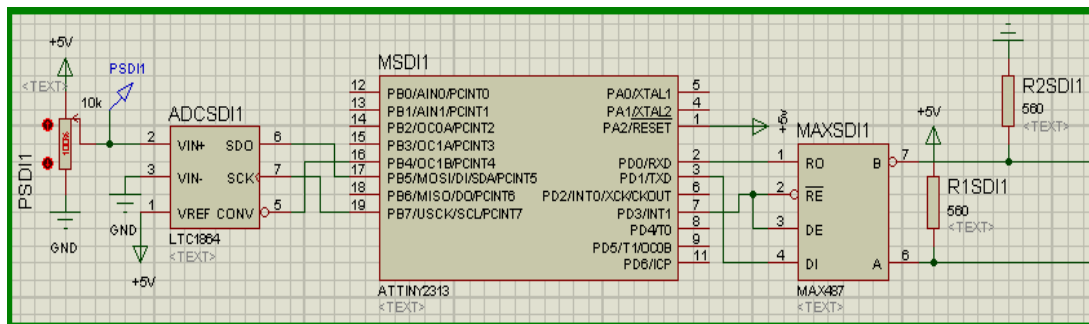 +5V
<TEXT>
PSDI1
10k
100%
PSDI1
GND
ADCSDI1
2 VIN+ SDO 6
3 VIN- SCK 7
1 VREF CONV 5
GND
LTC1864
<TEXT>
+5V
MSDI1
12 PB0/AIN0/PCINT0 PA0/XTAL1 5
13 PB1/AIN1/PCINT1 PA1/XTAL2 4
14 PB2/OC0A/PCINT2 PA2/RESET 1
15 PB3/OC1A/PCINT3
16 PB4/OC1B/PCINT4 PD0/RXD 2
17 PB5/MOSI/DI/SDA/PCINT5 PD1/TXD 3
18 PB6/MISO/DO/PCINT6 PD2/INT0/XCK/CKOUT 6
19 PB7/USCK/SCL/PCINT7 PD3/INT1 7
PD4/T0 8
PD5/T1/OC0B 9
PD6/ICP 11
ATTINY2313
<TEXT>
+5V
MAXSDI1
1 RO B 7
2 RE
3 DE
4 DI A 6
MAX487
<TEXT>
R2SDI1
560
<TEXT>
+5V
R1SDI1
560
<TEXT>